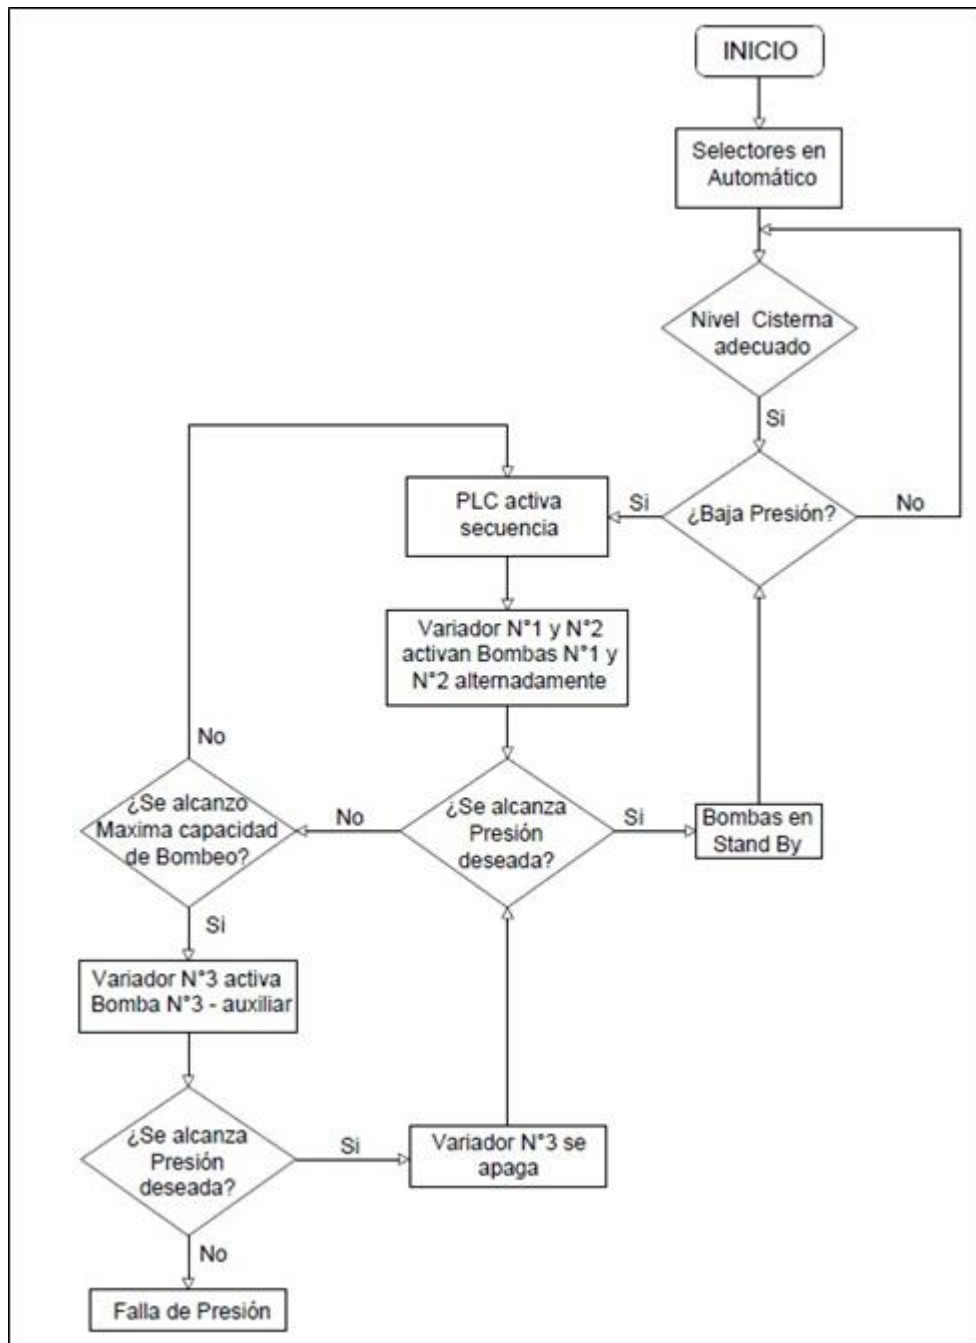 INICIO
Selectores en
Automático
Nivel Cisterna
adecuado
Si
¿Baja Presión?
Si
No
PLC activa
secuencia
Variador N°1 y N°2
activan Bombas N°1 y
N°2 alternadamente
¿Se alcanza
Presión
deseada?
Si
Bombas en
Stand By
No
¿Se alcanzo
Maxima capacidad
de Bombeo?
No
Si
Variador N°3 activa
Bomba N°3 - auxiliar
¿Se alcanza
Presión
deseada?
Si
Variador N°3 se
apaga
No
Falla de Presión